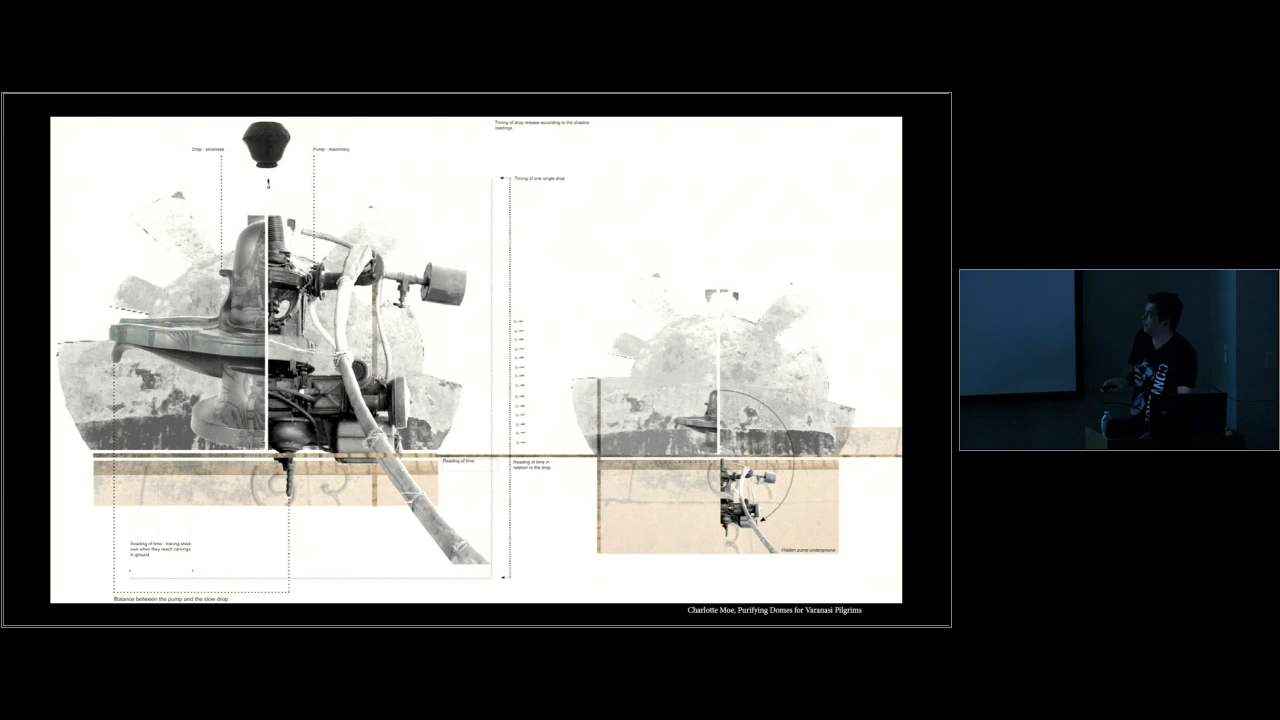 Timing of drop release according to the shadow
readings
Drop - slowness
Pump - machinery
Timing of one single drop
Reading of time
Reading of time in
relation to the drop
Reading of time - tracing shad-
ows when they reach carvings
in ground
Hidden pump underground
Balance between the pump and the slow drop
Charlotte Moe, Purifying Domes for Varanasi Pilgrims